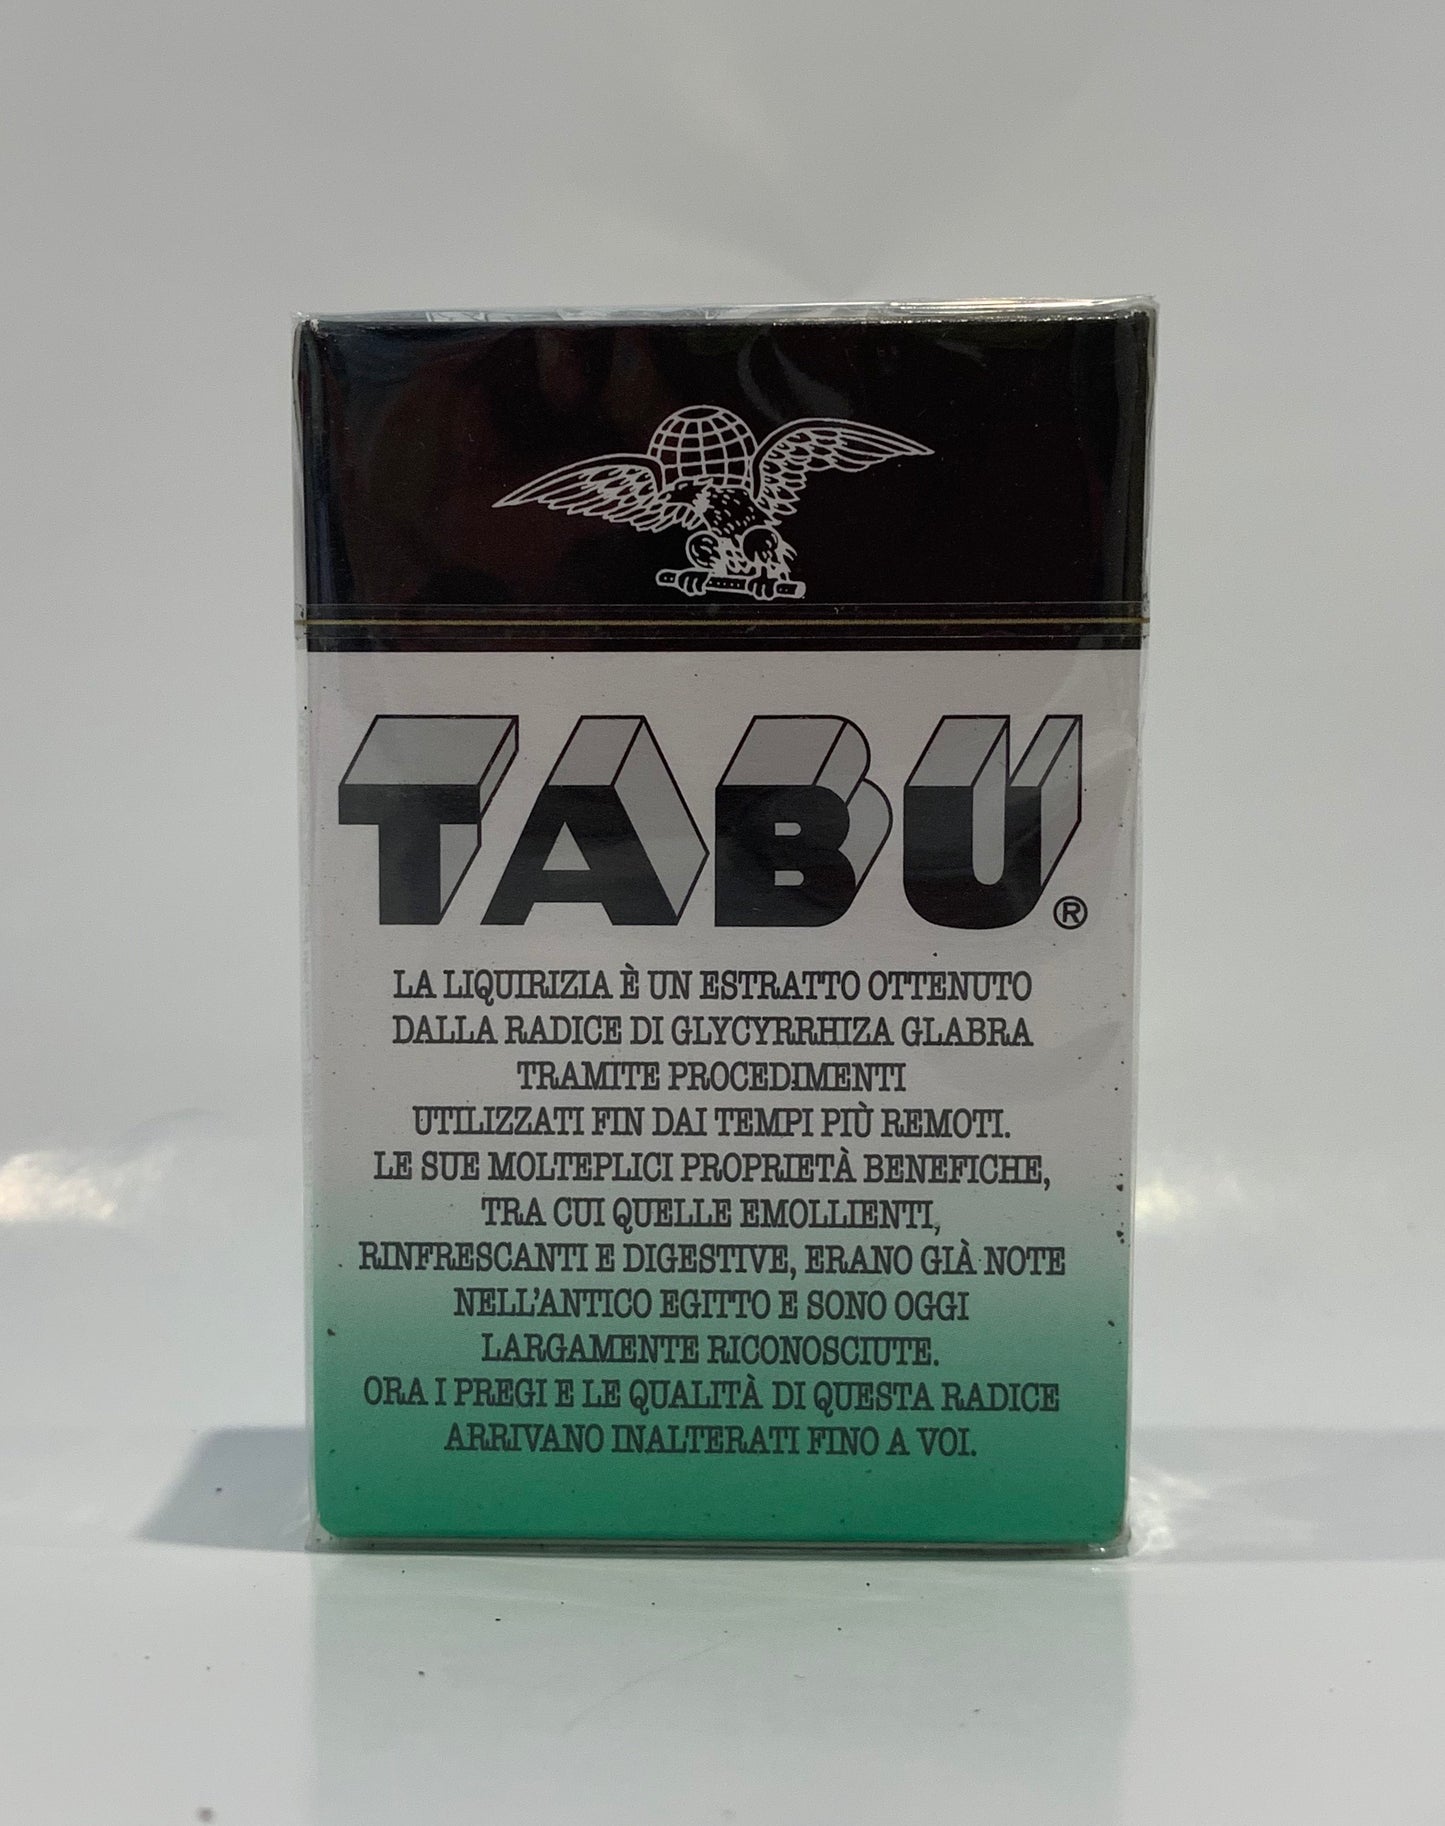 TABU®
LA LIQUIRIZIA È UN ESTRATTO OTTENUTO
DALLA RADICE DI GLYCYRRHIZA GLABRA
TRAMITE PROCEDIMENTI
UTILIZZATI FIN DAI TEMPI PIÙ REMOTI.
LE SUE MOLTEPLICI PROPRIETÀ BENEFICHE,
TRA CUI QUELLE EMOLLIENTI,
RINFRESCANTI E DIGESTIVE, ERANO GIÀ NOTE
NELL'ANTICO EGITTO E SONO OGGI
LARGAMENTE RICONOSCIUTE.
ORA I PREGI E LE QUALITÀ DI QUESTA RADICE
ARRIVANO INALTERATI FINO A VOI.